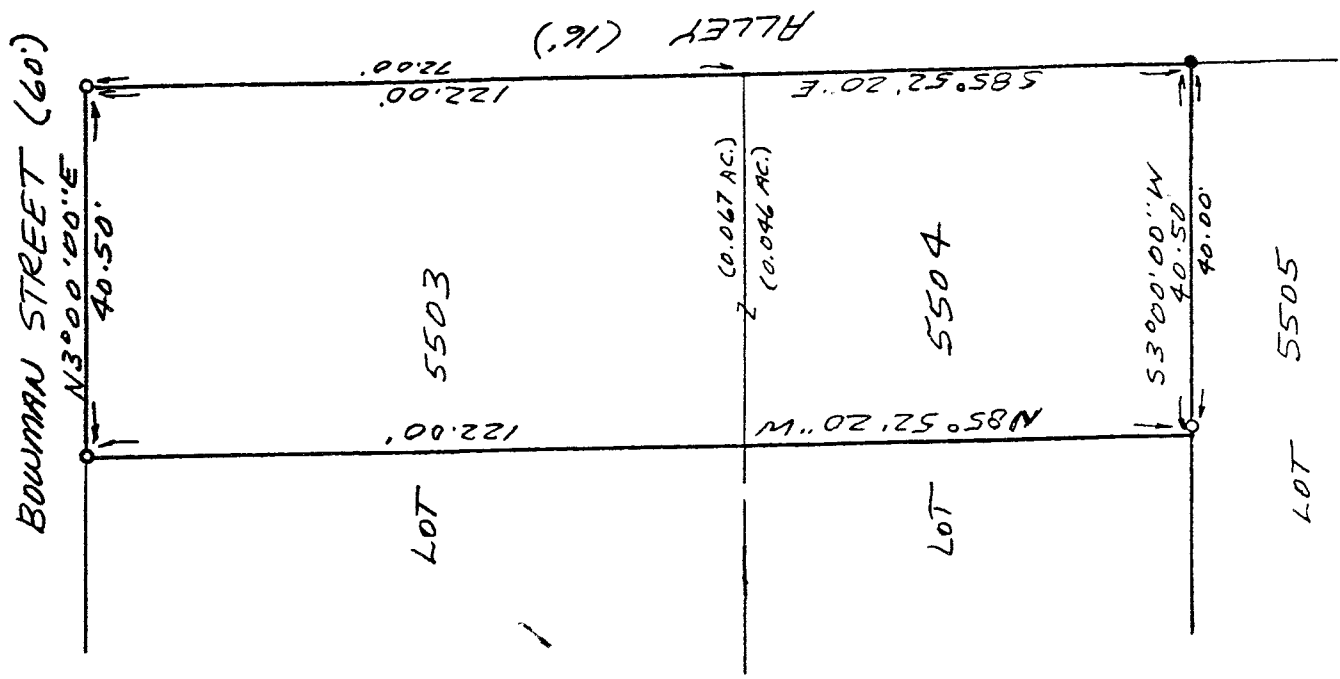 BOWMAN STREET (60')
N3°00'00"E
40.50'
ALLEY (16')
72.00'
122.00'
S85°52'20"E
(0.067 AC.)
(0.046 AC.)
Z
S3°00'00"W
40.50'
40.00'
122.00'
N85°52'20"W
LOT 5503
LOT 5504
LOT 5505